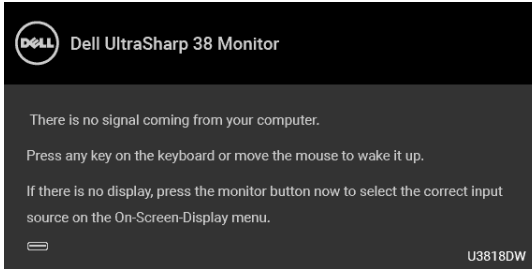 DELL
Dell UltraSharp 38 Monitor
There is no signal coming from your computer.
Press any key on the keyboard or move the mouse to wake it up.
If there is no display, press the monitor button now to select the correct input
source on the On-Screen-Display menu.
U3818DW